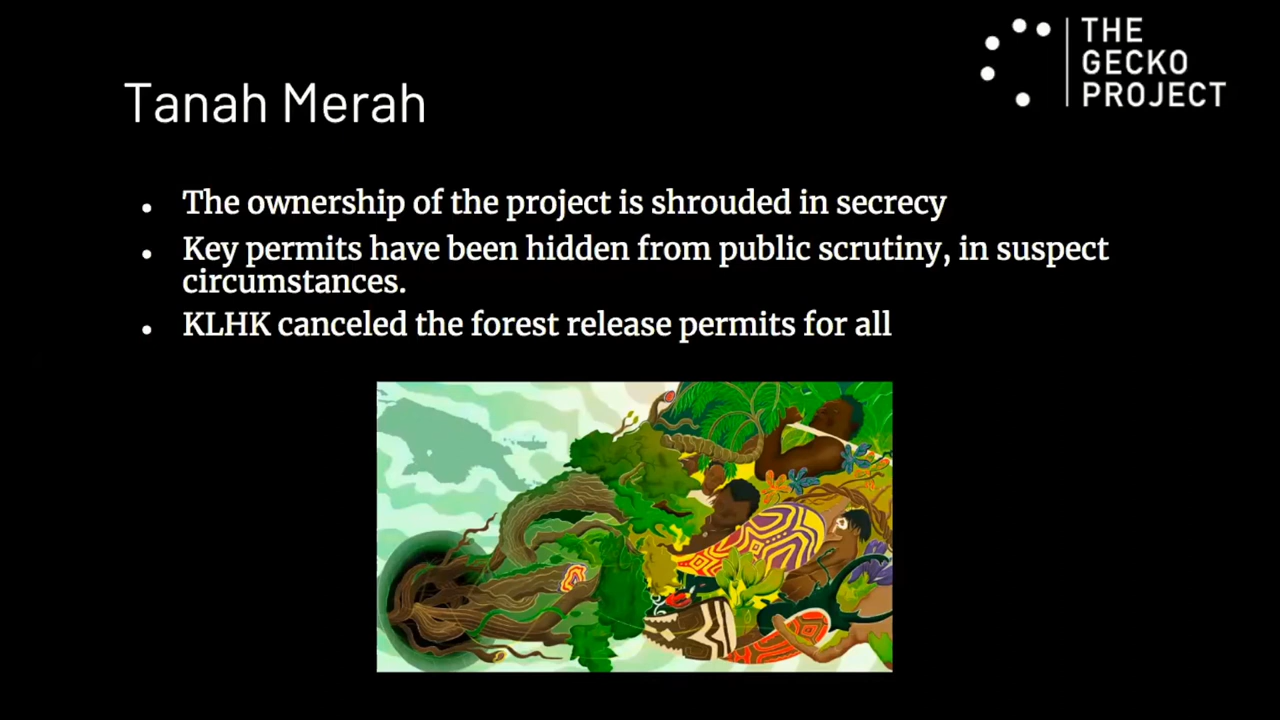 THE
GECKO
PROJECT
Tanah Merah
• The ownership of the project is shrouded in secrecy
• Key permits have been hidden from public scrutiny, in suspect
circumstances.
• KLHK canceled the forest release permits for all